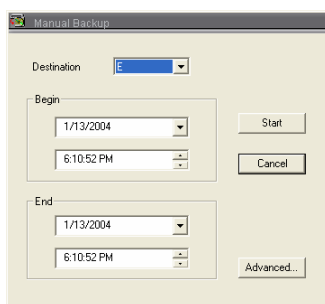 Manual Backup
Destination
E
Begin
1/13/2004
Start
6:10:52 PM
Cancel
End
1/13/2004
6:10:52 PM
Advanced...